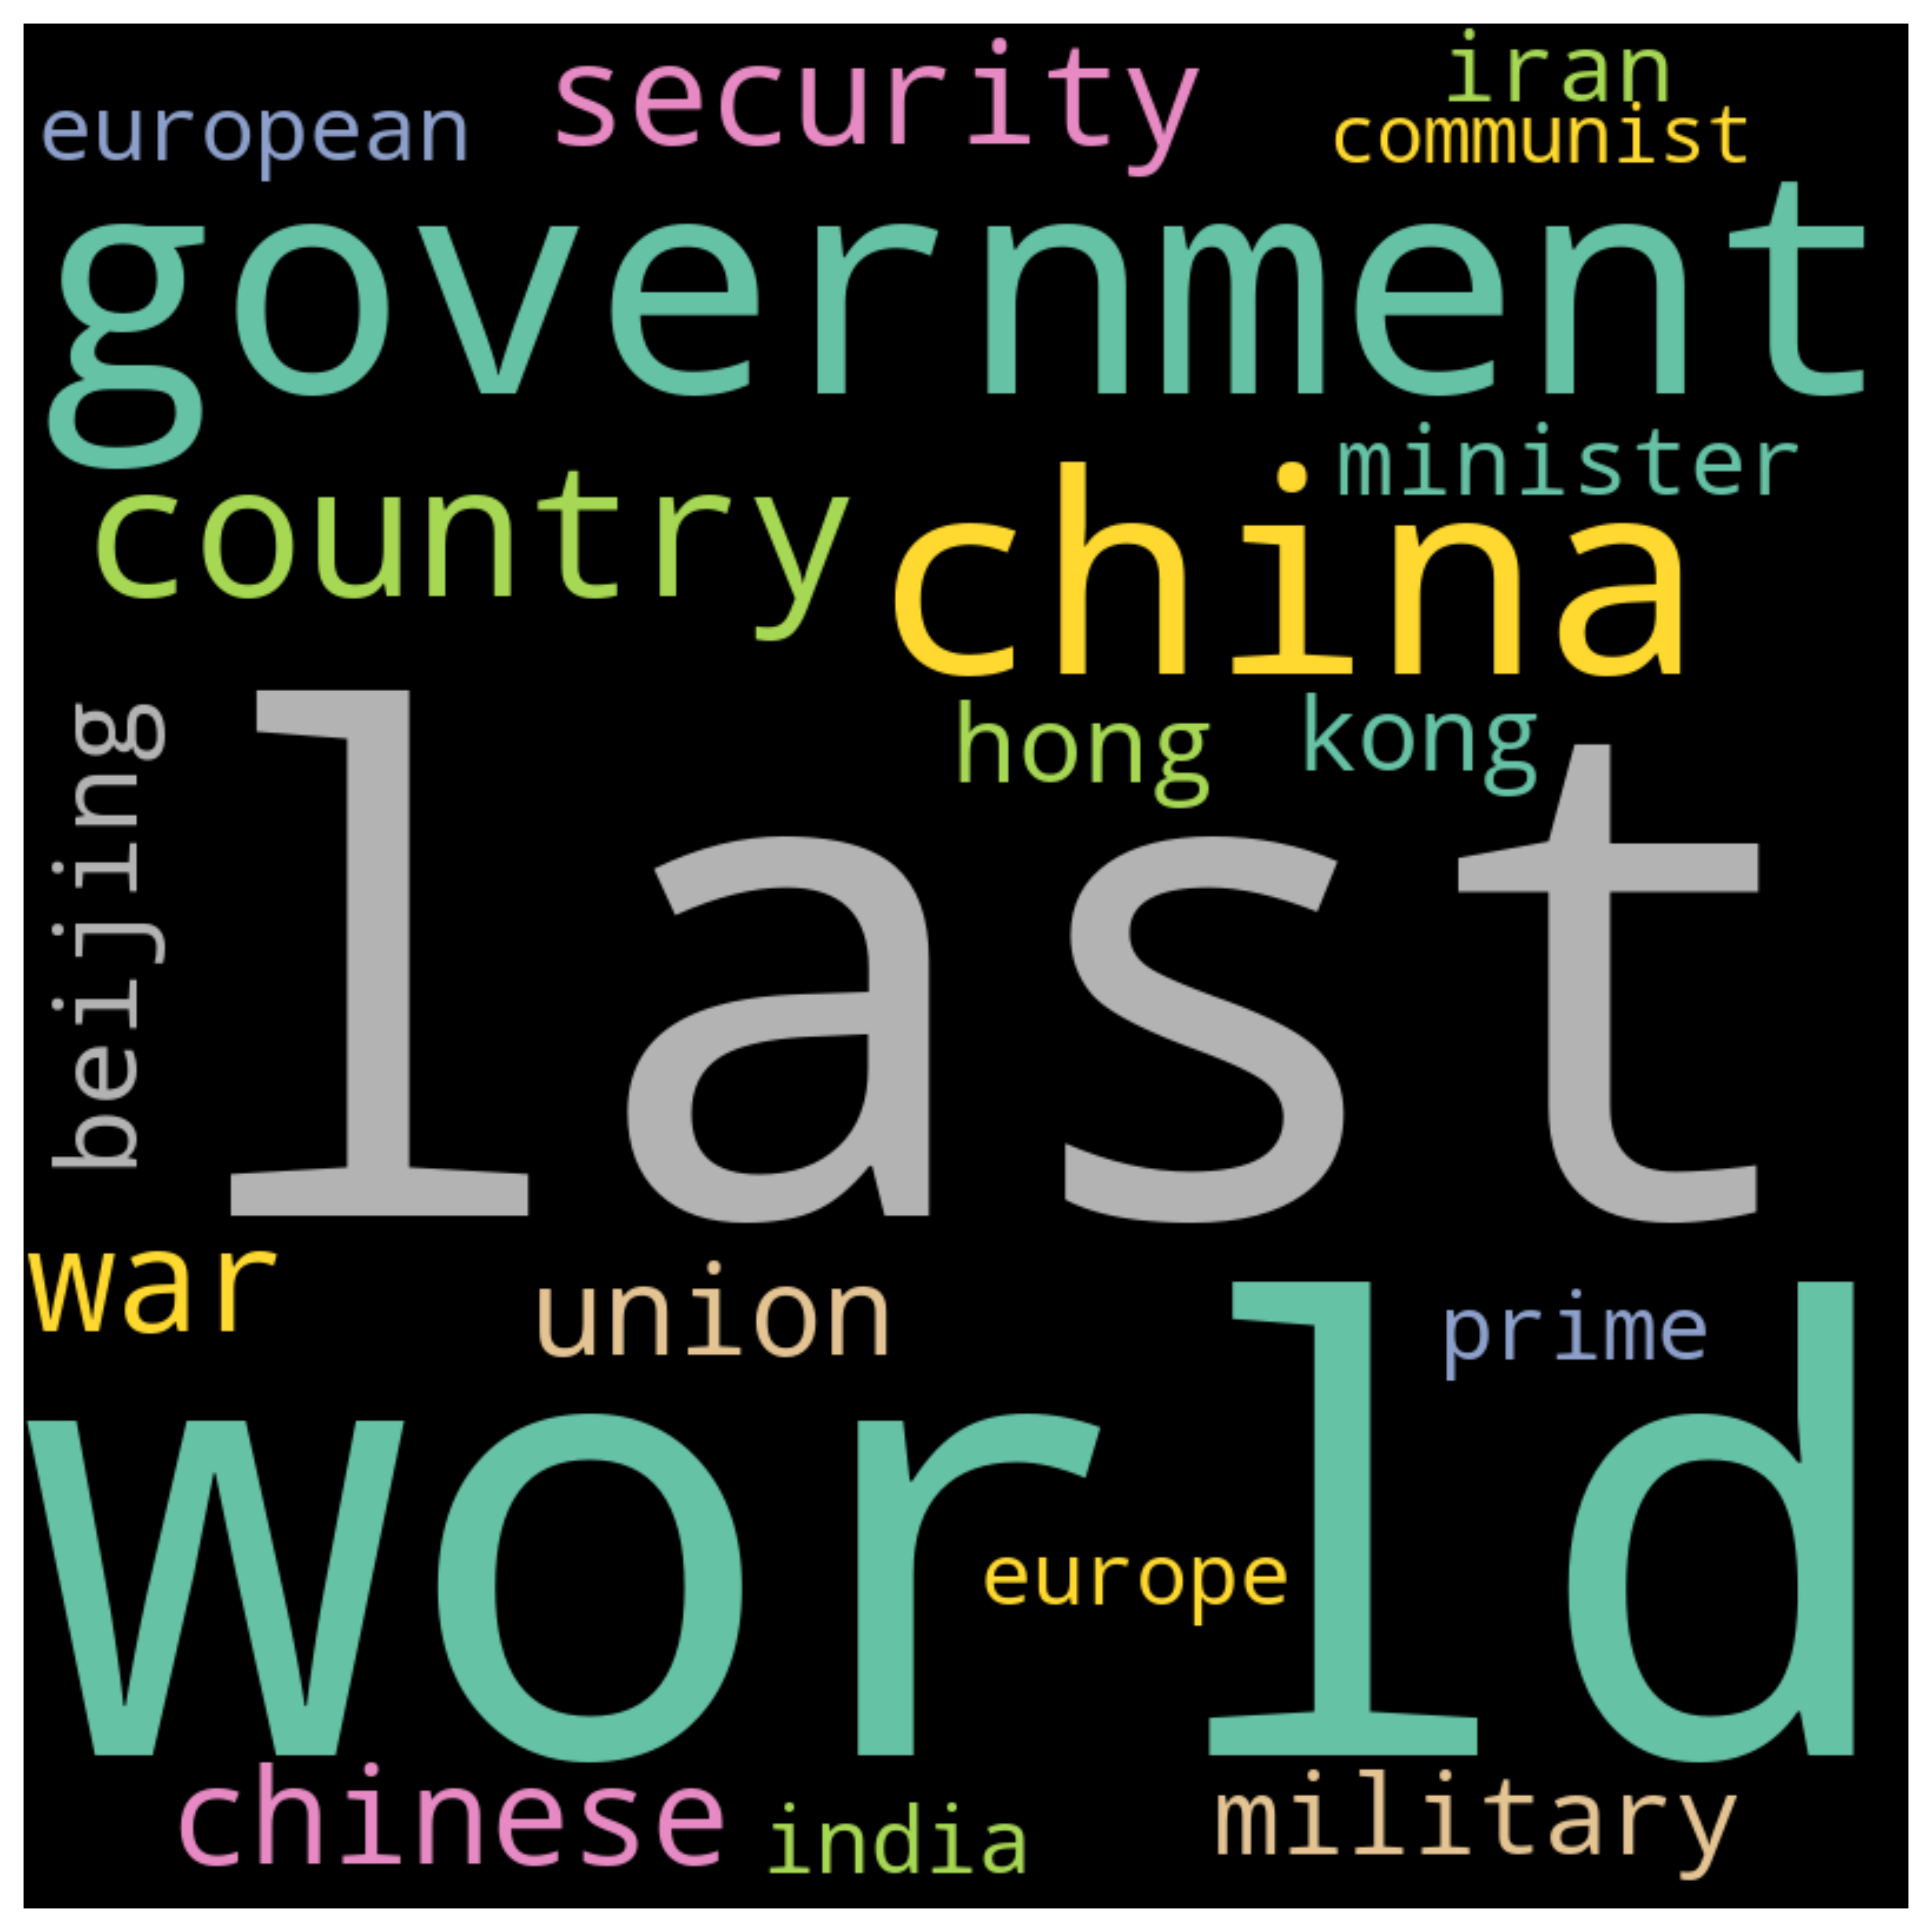 security
iran
european
communist
government
minister
country
china
hong
kong
beijing
last
war
union
prime
world
europe
chinese
india
military